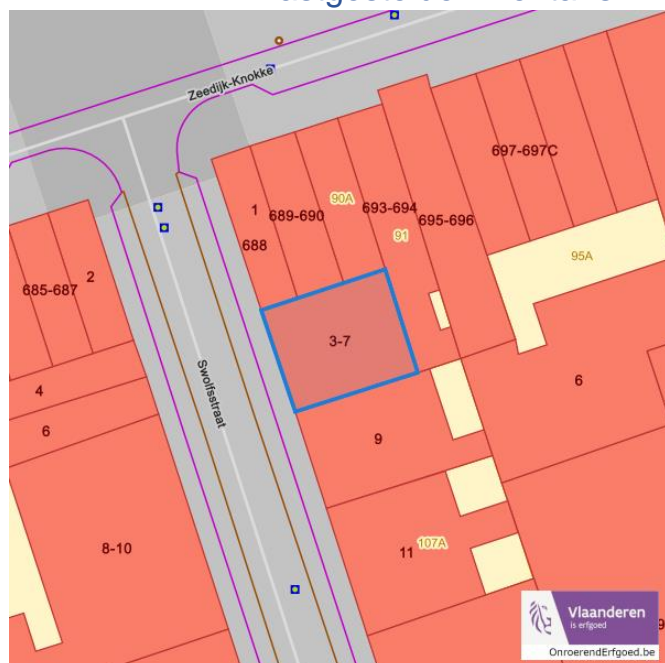 Zeedijk-Knokke
697-697C
90A
1
689-690
693-694
695-696
688
91
95A
2
685-687
3-7
Swolfsstraat
4
6
6
9
8-10
11
107A
Vlaanderen
is erfgoed
OnroerendErfgoed.be